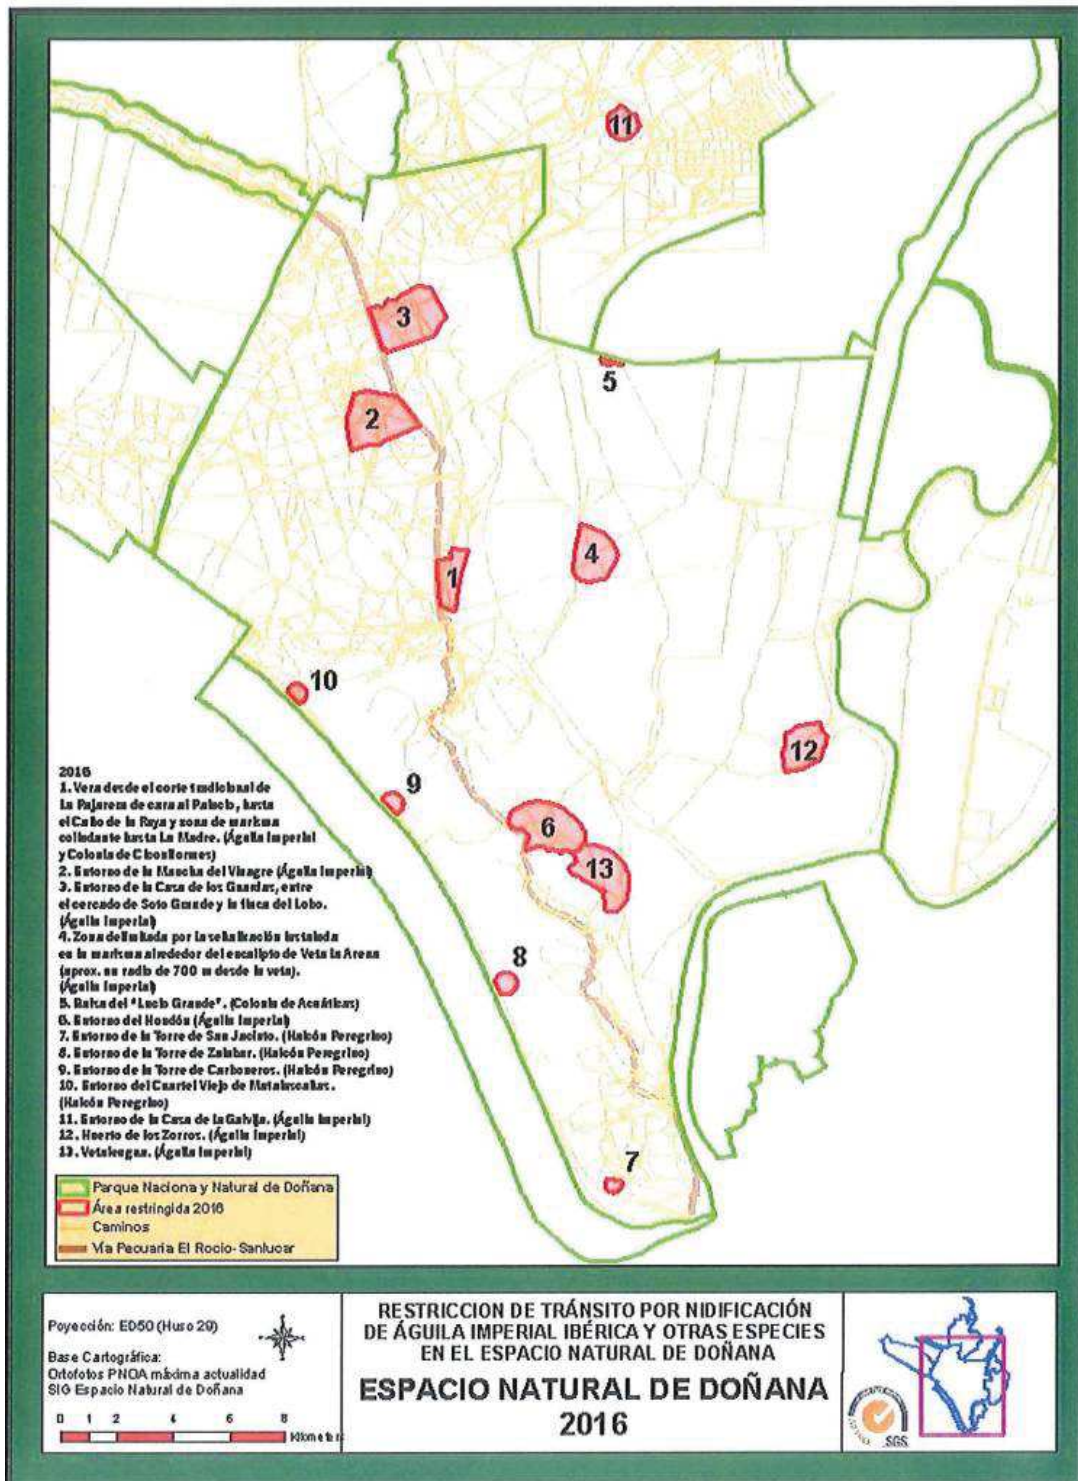 11
3
5
2
4
1
10
12
9
6
13
8
7
2016
1. Vera desde el corte tradicional de
La Pajarera de cara al Palacio, hasta
el Caño de la Raya y zona de marisma
colindante hasta La Madre. (Águila Imperial
y Colonia de Ciconiformes)
2. Entorno de la Mancha del Vinagre (Águila Imperial)
3. Entorno de la Casa de los Guardas, entre
el cercado de Soto Grande y la finca del Lobo.
(Águila Imperial)
4. Zona delimitada por la señalización instalada
en la marisma alrededor del eucalipto de Veta la Arena
(aprox. un radio de 700 m desde la veta).
(Águila Imperial)
5. Balsa del "Lucio Grande". (Colonia de Acuáticas)
6. Entorno del Hondón (Águila Imperial)
7. Entorno de la Torre de San Jacinto. (Halcón Peregrino)
8. Entorno de la Torre de Zalabar. (Halcón Peregrino)
9. Entorno de la Torre de Carboneros. (Halcón Peregrino)
10. Entorno del Cuartel Viejo de Matalascañas.
(Halcón Peregrino)
11. Entorno de la Casa de la Galvija. (Águila Imperial)
12. Huerto de los Zorros. (Águila Imperial)
13. Vetalengua. (Águila Imperial)
Parque Naciona y Natural de Doñana
Área restringida 2016
Caminos
Vía Pecuaria El Rocio-Sanlucar
Poyección: ED50 (Huso 29)
Base Cartográfica:
Ortofotos PNOA máxima actualidad
SIG Espacio Natural de Doñana
0 1 2 4 6 8
Kilometer
RESTRICCION DE TRÁNSITO POR NIDIFICACIÓN
DE ÁGUILA IMPERIAL IBÉRICA Y OTRAS ESPECIES
EN EL ESPACIO NATURAL DE DOÑANA
ESPACIO NATURAL DE DOÑANA
2016
SGS